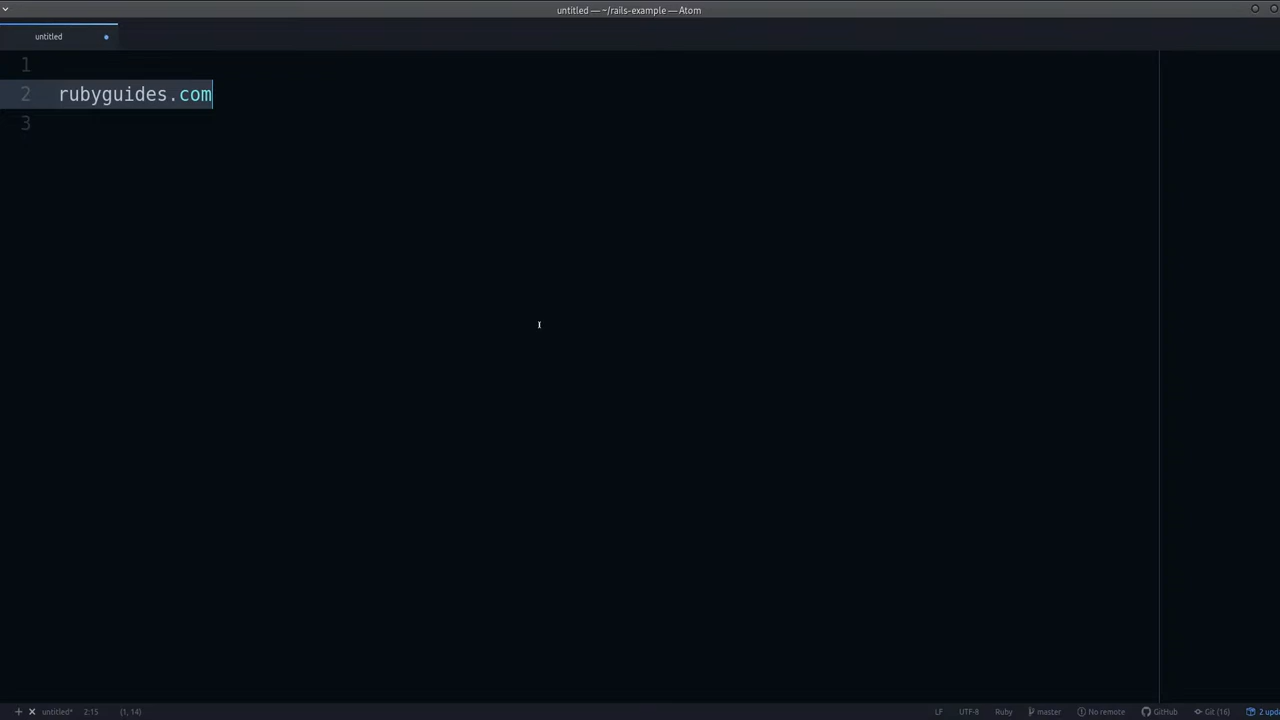 untitled — ~/rails-example — Atom
untitled
1
2 rubyguides.com
3
untitled* 2:15 (1, 14) LF UTF-8 Ruby master No remote GitHub Git (16)